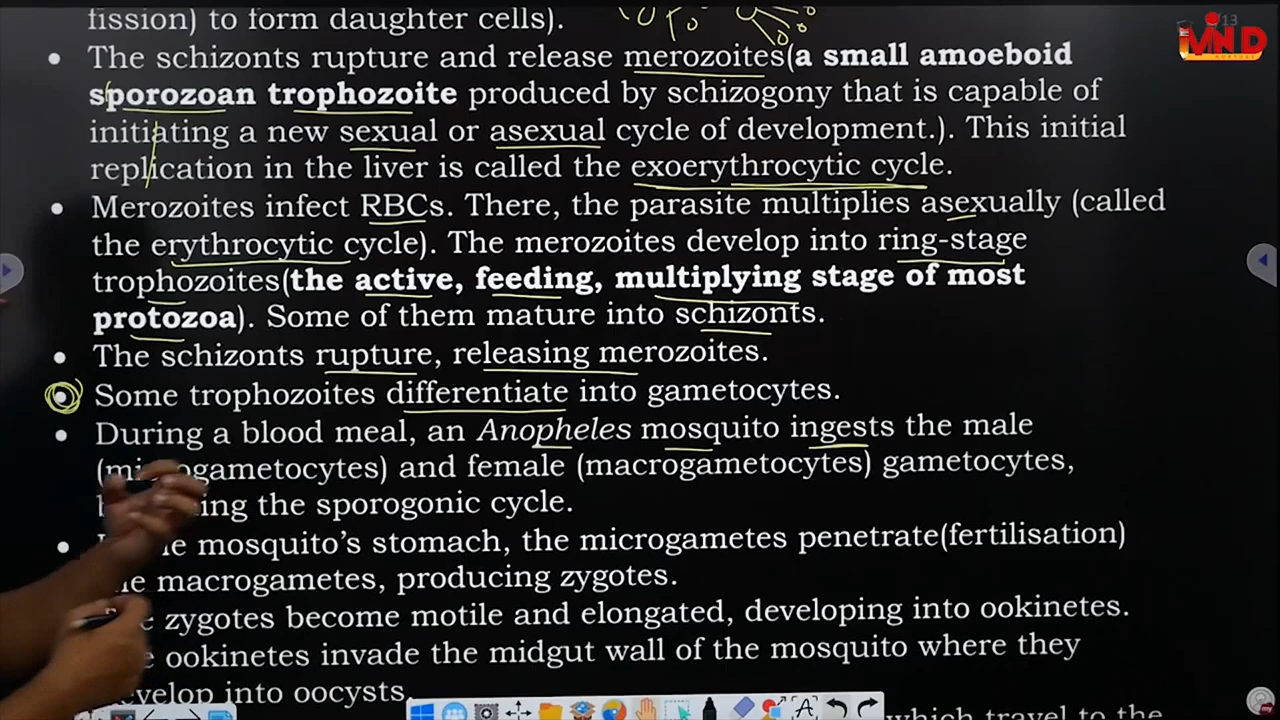 fission) to form daughter cells).
13
iMIND
• The schizonts rupture and release merozoites(a small amoeboid
sporozoan trophozoite produced by schizogony that is capable of
initiating a new sexual or asexual cycle of development.). This initial
replication in the liver is called the exoerythrocytic cycle.
• Merozoites infect RBCs. There, the parasite multiplies asexually (called
the erythrocytic cycle). The merozoites develop into ring-stage
trophozoites(the active, feeding, multiplying stage of most
protozoa). Some of them mature into schizonts.
• The schizonts rupture, releasing merozoites.
• Some trophozoites differentiate into gametocytes.
• During a blood meal, an Anopheles mosquito ingests the male
(microgametocytes) and female (macrogametocytes) gametocytes,
the sporogonic cycle.
• mosquito's stomach, the microgametes penetrate(fertilisation)
macrogametes, producing zygotes.
zygotes become motile and elongated, developing into ookinetes.
ookinetes invade the midgut wall of the mosquito where they
into oocysts.
which travel to the